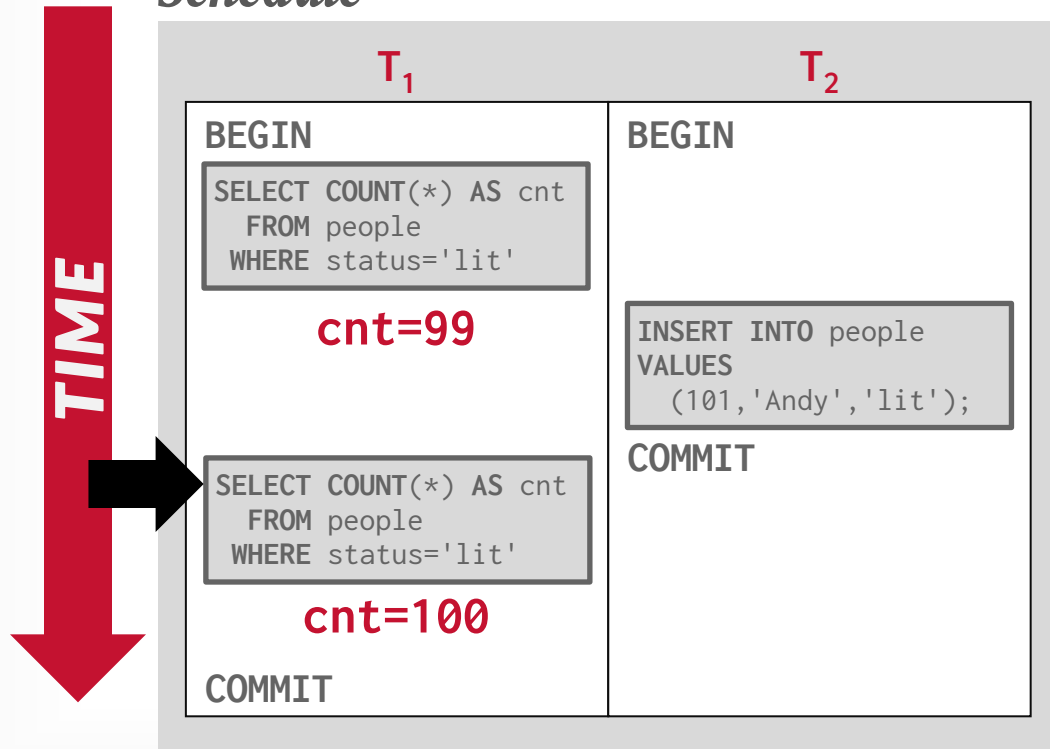 T1
T2
TIME
BEGIN
SELECT COUNT(*) AS cnt
FROM people
WHERE status='lit'
cnt=99
SELECT COUNT(*) AS cnt
FROM people
WHERE status='lit'
cnt=100
COMMIT
BEGIN
INSERT INTO people
VALUES
(101,'Andy','lit');
COMMIT